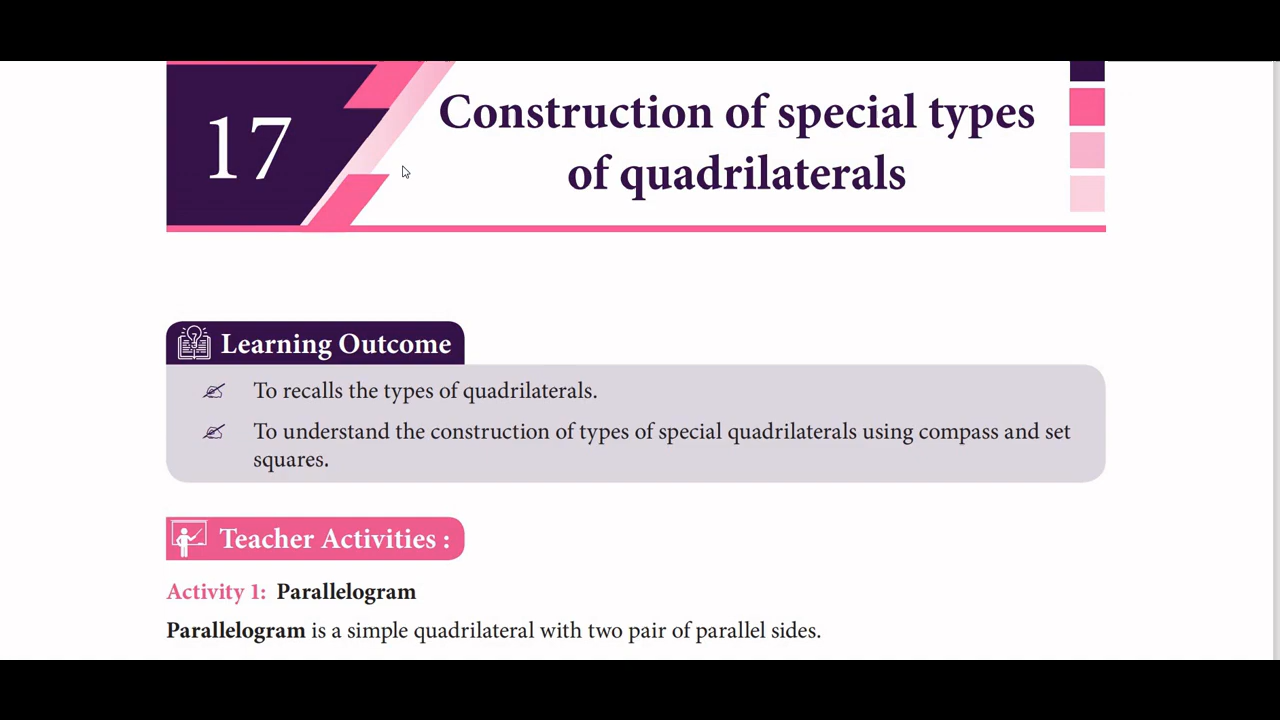 17
Construction of special types
of quadrilaterals
Learning Outcome
To recalls the types of quadrilaterals.
To understand the construction of types of special quadrilaterals using compass and set
squares.
Teacher Activities :
Activity 1: Parallelogram
Parallelogram is a simple quadrilateral with two pair of parallel sides.